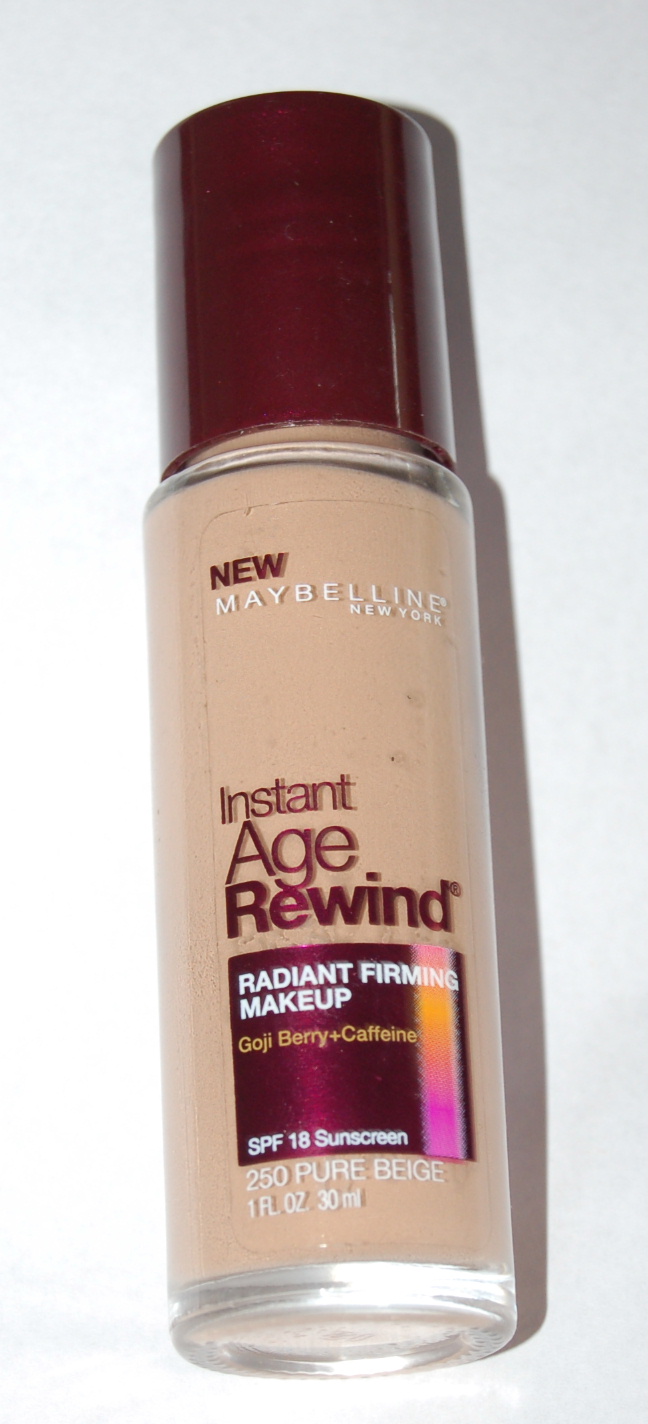 NEW
MAYBELLINE®
NEW YORK
Instant
Age
Rewind®
RADIANT FIRMING
MAKEUP
Goji Berry+Caffeine
SPF 18 Sunscreen
250 PURE BEIGE
1 FL. OZ. 30 ml